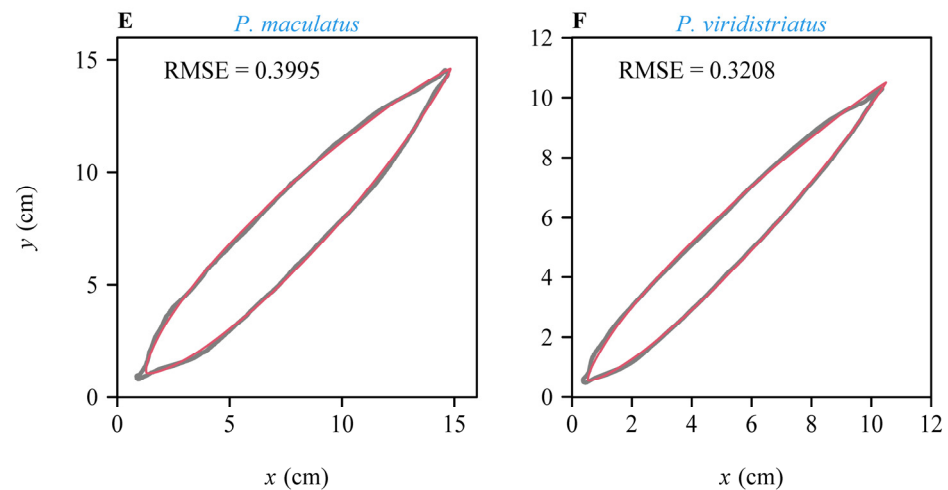 E
P. maculatus
RMSE = 0.3995
15
10
5
0
0
5
10
15
x (cm)
y (cm)
F
P. viridistriatus
RMSE = 0.3208
12
10
8
6
4
2
0
0
2
4
6
8
10
12
x (cm)